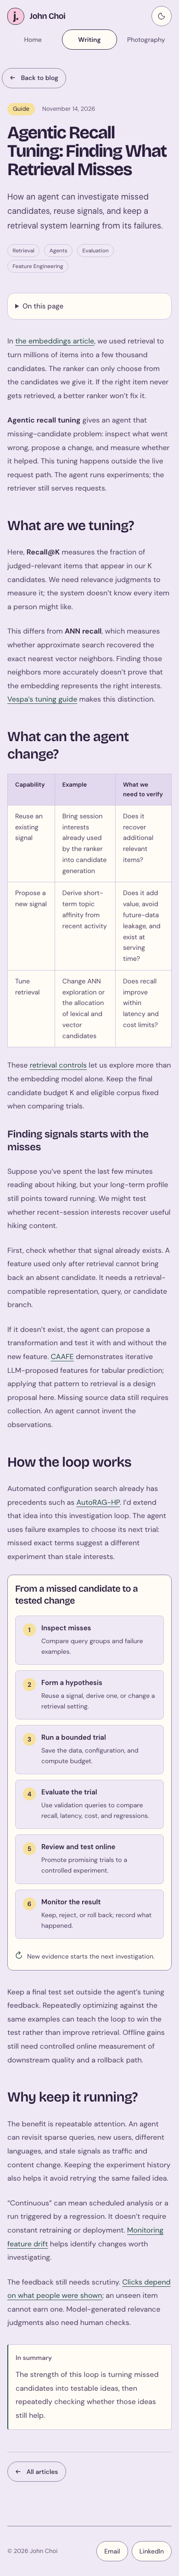 j.
John Choi
Home
Writing
Photography
← Back to blog
Guide
November 14, 2026
Agentic Recall
Tuning: Finding What
Retrieval Misses
How an agent can investigate missed
candidates, reuse signals, and keep a
retrieval system learning from its failures.
Retrieval
Agents
Evaluation
Feature Engineering
▶ On this page
In the embeddings article, we used retrieval to
turn millions of items into a few thousand
candidates. The ranker can only choose from
the candidates we give it. If the right item never
gets retrieved, a better ranker won’t fix it.
Agentic recall tuning gives an agent that
missing-candidate problem: inspect what went
wrong, propose a change, and measure whether
it helped. This tuning happens outside the live
request path. The agent runs experiments; the
retriever still serves requests.
What are we tuning?
Here, Recall@K measures the fraction of
judged-relevant items that appear in our K
candidates. We need relevance judgments to
measure it; the system doesn’t know every item
a person might like.
This differs from ANN recall, which measures
whether approximate search recovered the
exact nearest vector neighbors. Finding those
neighbors more accurately doesn’t prove that
the embedding represents the right interests.
Vespa’s tuning guide makes this distinction.
What can the agent
change?
Capability
Example
What we
need to verify
Reuse an
existing
signal
Bring session
interests
already used
by the ranker
into candidate
generation
Does it
recover
additional
relevant
items?
Propose a
new signal
Derive short-
term topic
affinity from
recent activity
Does it add
value, avoid
future-data
leakage, and
exist at
serving
time?
Tune
retrieval
Change ANN
exploration or
the allocation
of lexical and
vector
candidates
Does recall
improve
within
latency and
cost limits?
These retrieval controls let us explore more than
the embedding model alone. Keep the final
candidate budget K and eligible corpus fixed
when comparing trials.
Finding signals starts with the
misses
Suppose you’ve spent the last few minutes
reading about hiking, but your long-term profile
still points toward running. We might test
whether recent-session interests recover useful
hiking content.
First, check whether that signal already exists. A
feature used only after retrieval cannot bring
back an absent candidate. It needs a retrieval-
compatible representation, query, or candidate
branch.
If it doesn’t exist, the agent can propose a
transformation and test it with and without the
new feature. CAAFE demonstrates iterative
LLM-proposed features for tabular prediction;
applying that pattern to retrieval is a design
proposal here. Missing source data still requires
collection. An agent cannot invent the
observations.
How the loop works
Automated configuration search already has
precedents such as AutoRAG-HP. I’d extend
that idea into this investigation loop. The agent
uses failure explanations to choose its next trial:
missed exact terms suggest a different
experiment than stale interests.
From a missed candidate to a
tested change
1
Inspect misses
Compare query groups and failure
examples.
2
Form a hypothesis
Reuse a signal, derive one, or change a
retrieval setting.
3
Run a bounded trial
Save the data, configuration, and
compute budget.
4
Evaluate the trial
Use validation queries to compare
recall, latency, cost, and regressions.
5
Review and test online
Promote promising trials to a
controlled experiment.
6
Monitor the result
Keep, reject, or roll back; record what
happened.
New evidence starts the next investigation.
Keep a final test set outside the agent’s tuning
feedback. Repeatedly optimizing against the
same examples can teach the loop to win the
test without improving retrieval. Offline gains
still need controlled online measurement of
downstream quality and a rollback path.
Why keep it running?
The benefit is repeatable attention. An agent
can revisit sparse queries, new users, different
languages, and stale signals as traffic and
content change. Keeping the experiment history
also helps it avoid retrying the same failed idea.
“Continuous” can mean scheduled analysis or a
run triggered by a regression. It doesn’t require
constant retraining or deployment. Monitoring
feature drift helps identify changes worth
investigating.
The feedback still needs scrutiny. Clicks depend
on what people were shown; an unseen item
cannot earn one. Model-generated relevance
judgments also need human checks.
In summary
The strength of this loop is turning missed
candidates into testable ideas, then
repeatedly checking whether those ideas
still help.
← All articles
© 2026 John Choi
Email
LinkedIn